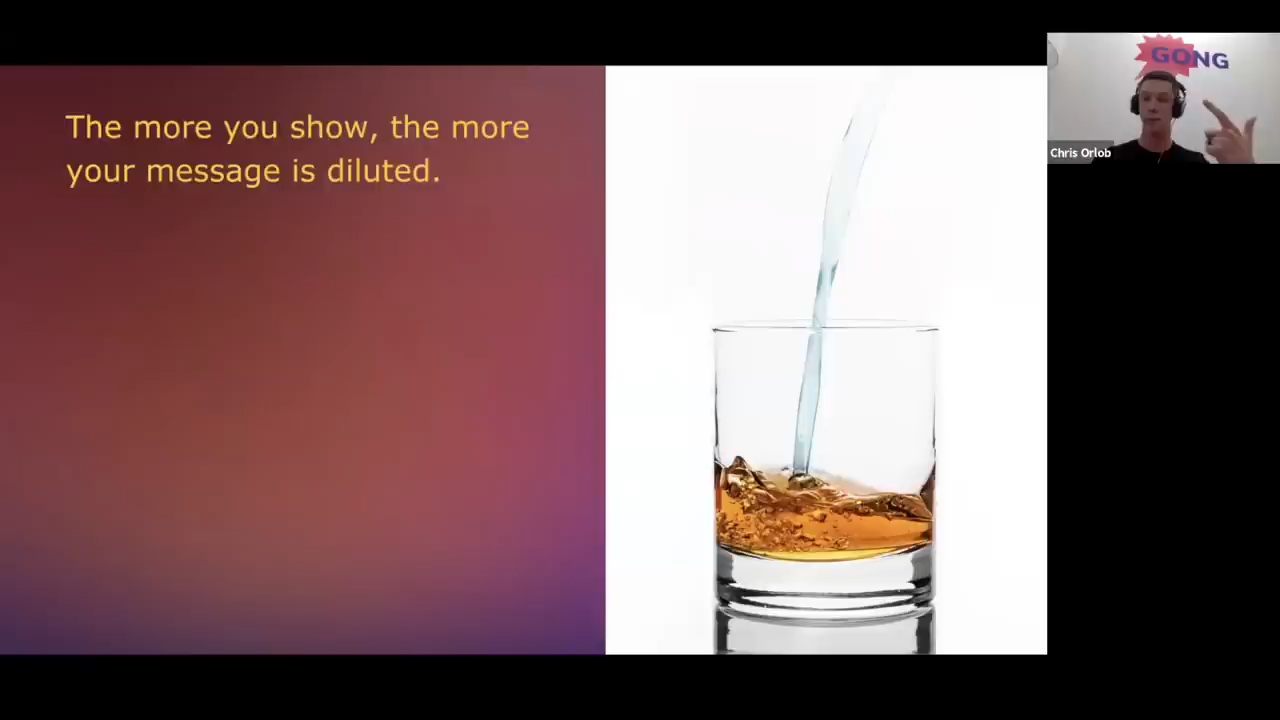 The more you show, the more
your message is diluted.
GONG
Chris Orlob